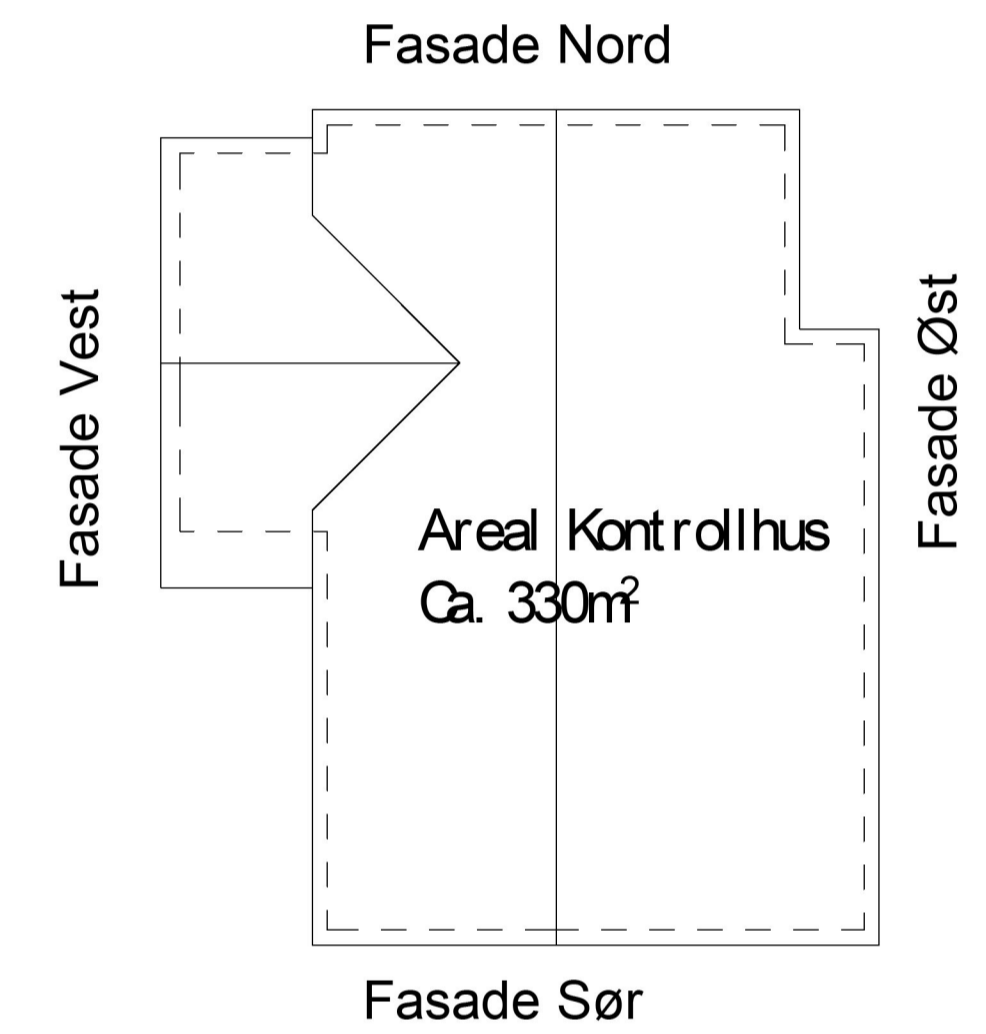 Fasade Nord
Fasade Vest
Fasade Øst
Areal Kontrollhus
Ca. 330m²
Fasade Sør